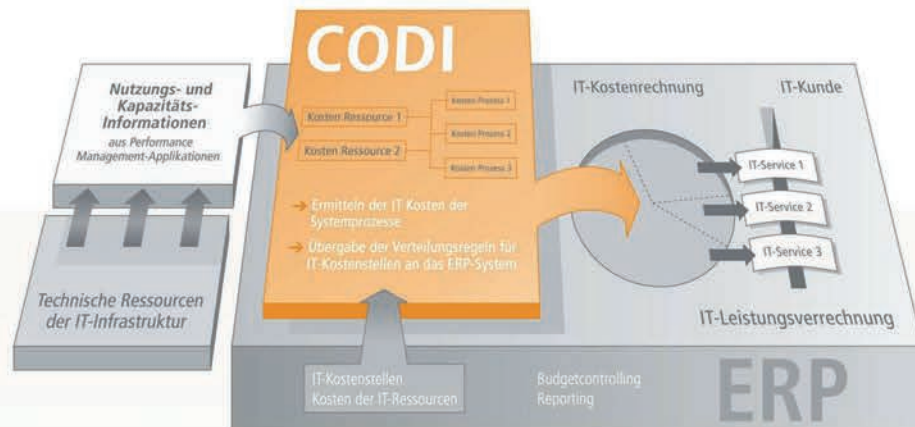 CODI
Nutzungs- und
Kapazitäts-
Informationen
aus Performance
Management-Applikationen
Kosten Ressource 1
Kosten Ressource 2
Kosten Prozess 1
Kosten Prozess 2
Kosten Prozess 3
→ Ermitteln der IT Kosten der
Systemprozesse
→ Übergabe der Verteilungsregeln für
IT-Kostenstellen an das ERP-System
Technische Ressourcen
der IT-Infrastruktur
IT-Kostenrechnung
IT-Kunde
IT-Service 1
IT-Service 2
IT-Service 3
IT-Leistungsverrechnung
IT-Kostenstellen
Kosten der IT-Ressourcen
Budgetcontrolling
Reporting
ERP